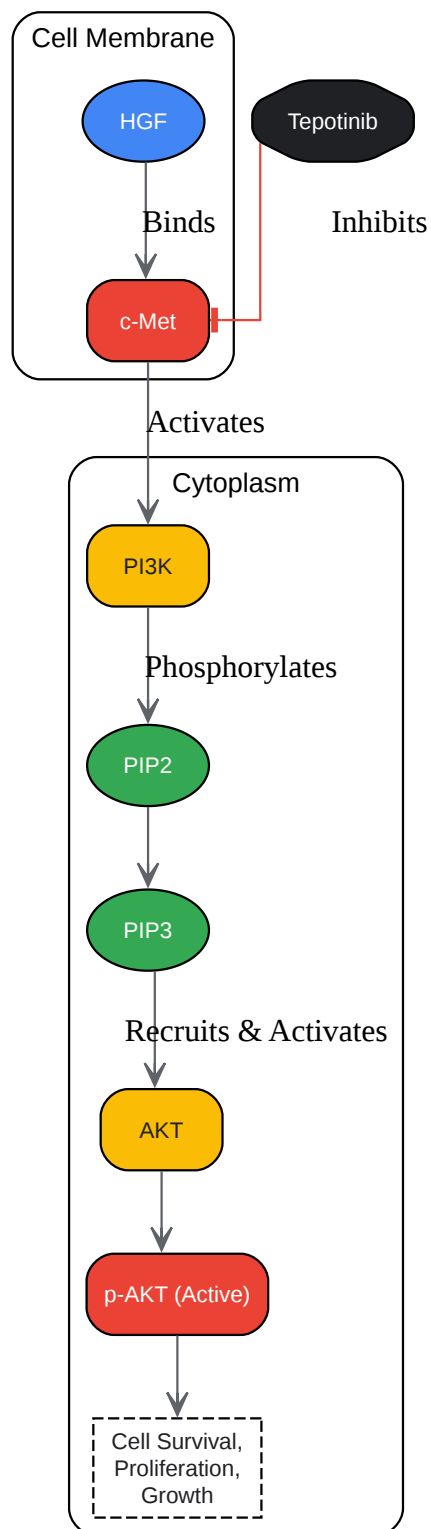 Cell Membrane
HGF
Tepotinib
Binds
Inhibits
c-Met
Activates
Cytoplasm
PI3K
Phosphorylates
PIP2
PIP3
Recruits & Activates
AKT
p-AKT (Active)
Cell Survival,
Proliferation,
Growth